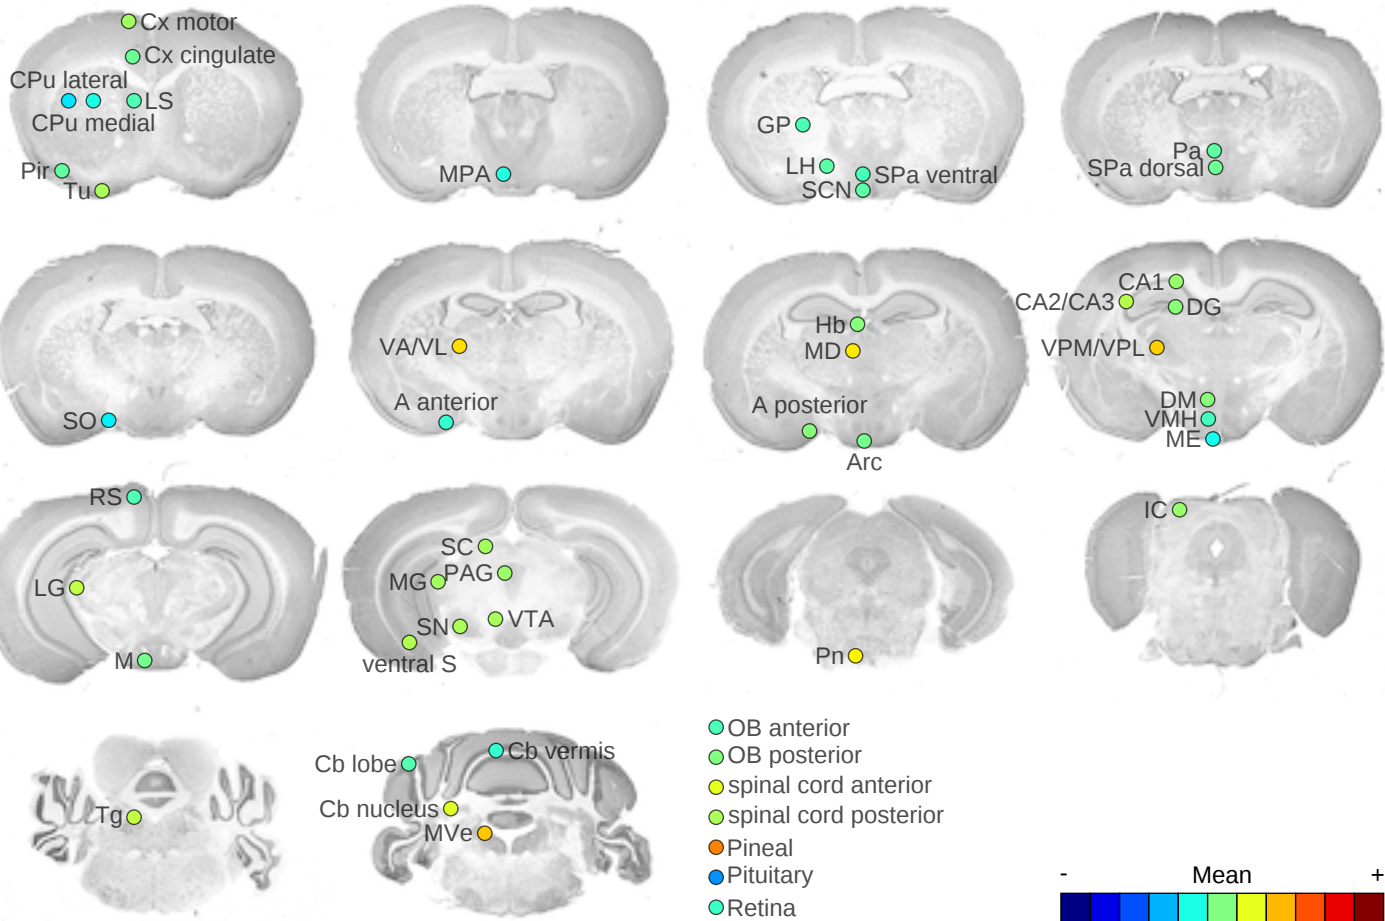 Cx motor
Cx cingulate
CPu lateral
LS
CPu medial
Pir
Tu
MPA
GP
LH
SPa ventral
SCN
Pa
SPa dorsal
SO
VA/VL
A anterior
Hb
MD
A posterior
Arc
CA1
CA2/CA3
DG
VPM/VPL
DM
VMH
ME
RS
LG
M
SC
MG
PAG
SN
VTA
ventral S
Pn
IC
Tg
Cb lobe
Cb vermis
Cb nucleus
MVe
OB anterior
OB posterior
spinal cord anterior
spinal cord posterior
Pineal
Pituitary
Retina
- Mean +